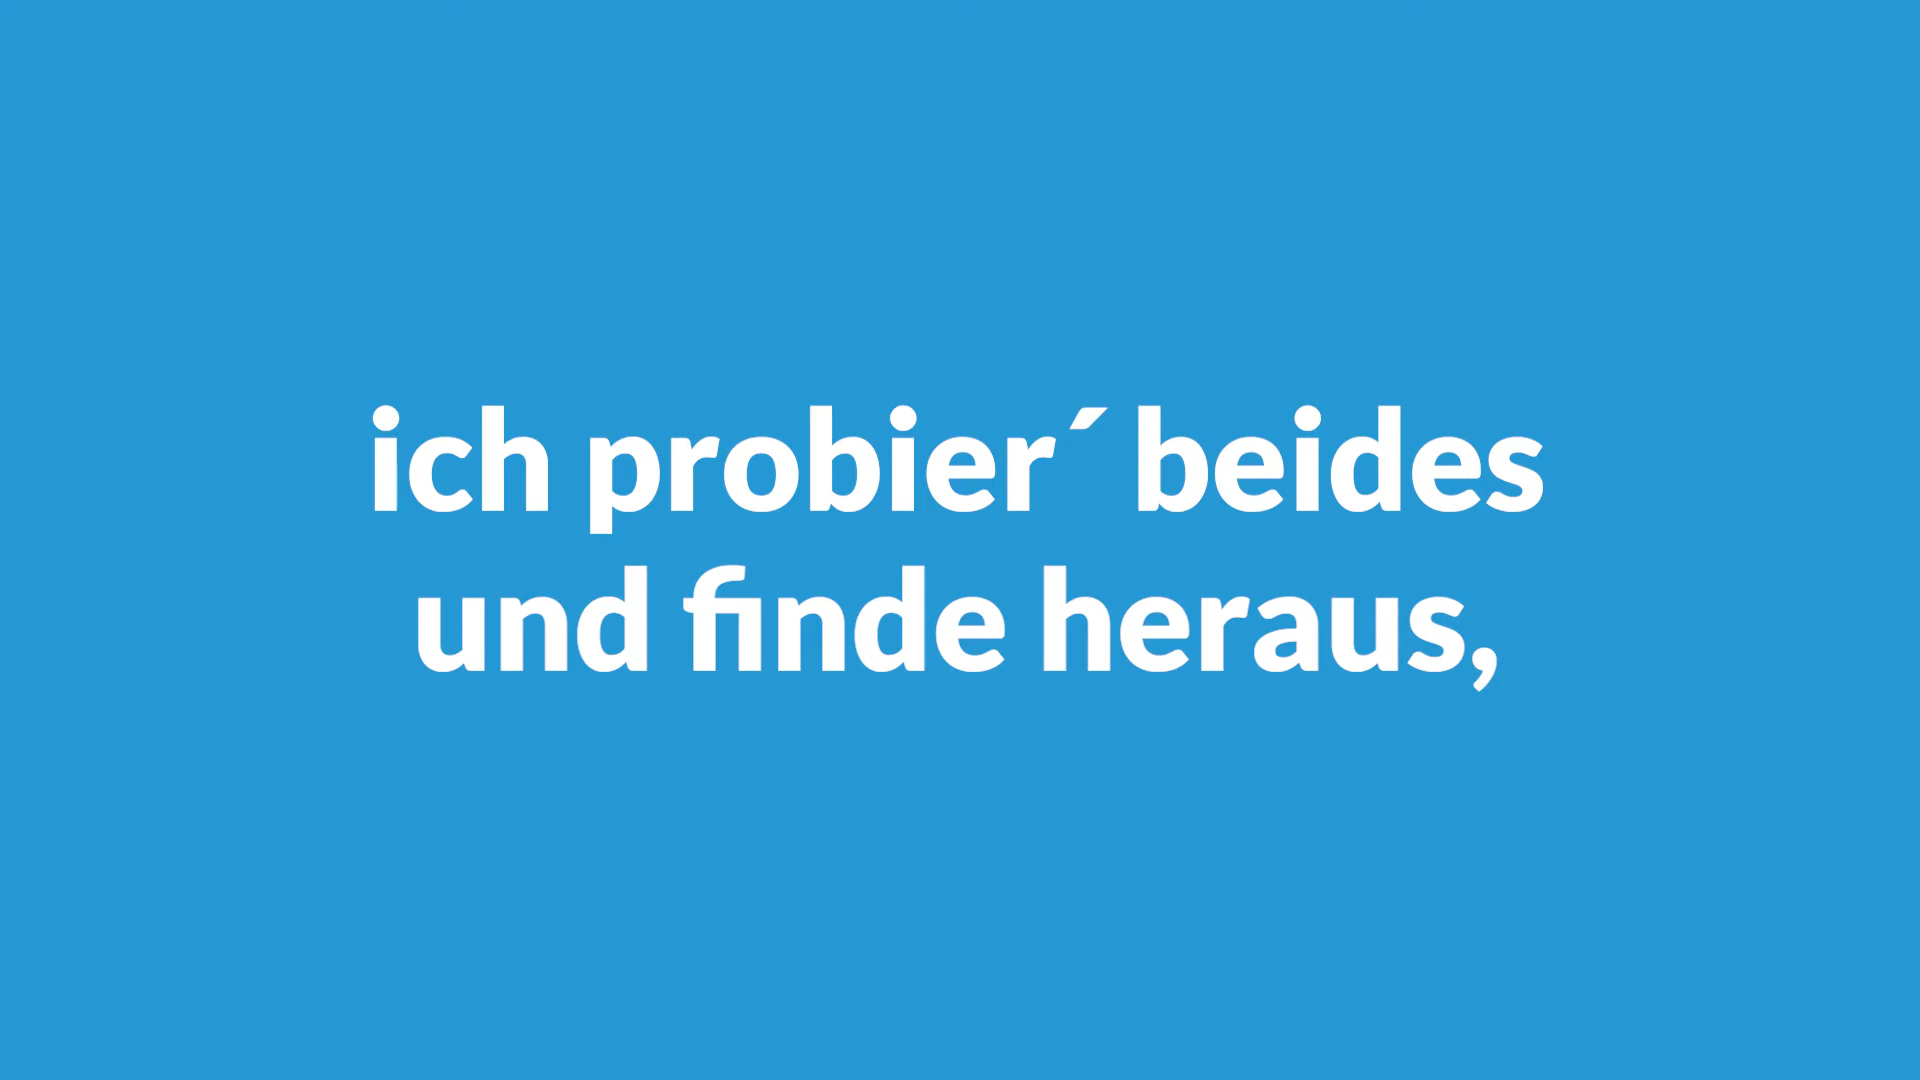 ich probier´ beides
und finde heraus,